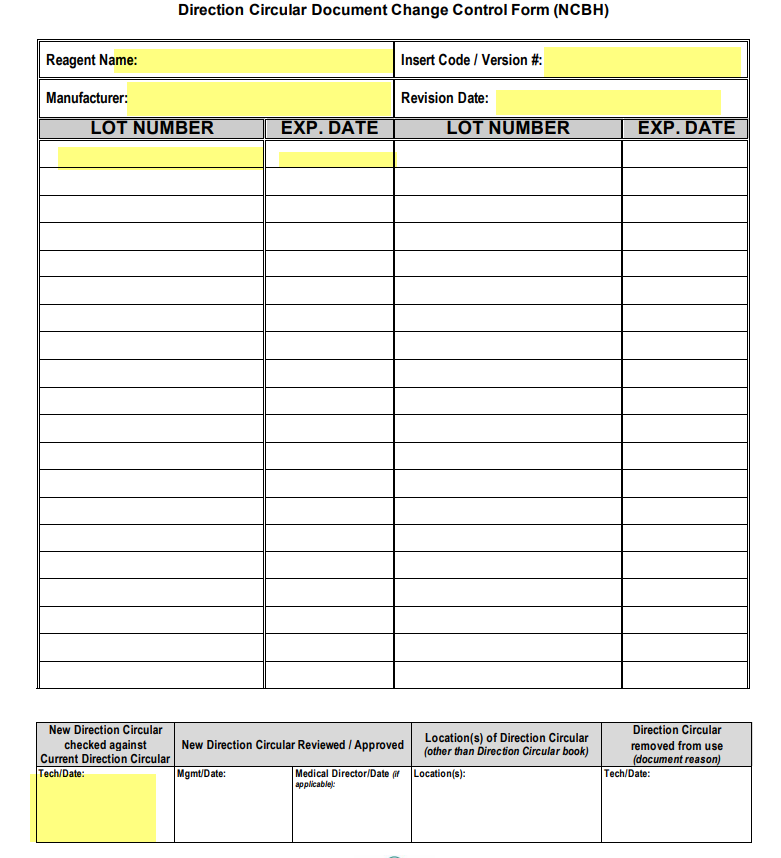 Direction Circular Document Change Control Form (NCBH)
Reagent Name:
Insert Code / Version #:
Manufacturer:
Revision Date:
LOT NUMBER EXP. DATE LOT NUMBER EXP. DATE
New Direction Circular
checked against
Current Direction Circular
New Direction Circular Reviewed / Approved
Location(s) of Direction Circular
(other than Direction Circular book)
Direction Circular
removed from use
(document reason)
Tech/Date:
Mgmt/Date:
Medical Director/Date (if
applicable):
Location(s):
Tech/Date: